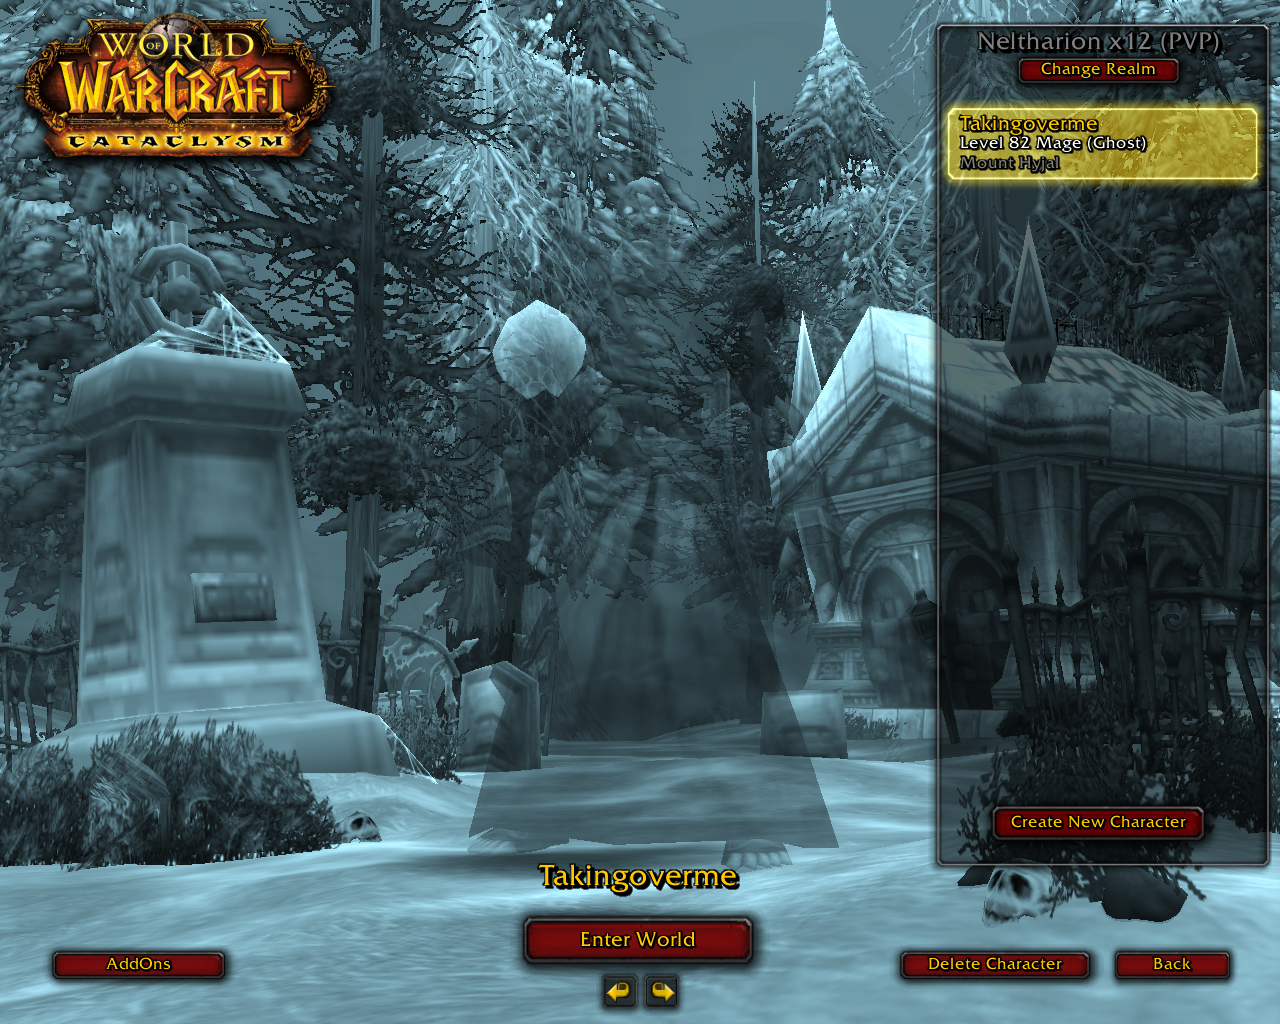 WORLD
OF
WARCRAFT
CATACLYSM
Neltharion x12 (PVP)
Change Realm
Takingoverme
Level 82 Mage (Ghost)
Mount Hyjal
Create New Character
Takingoverme
Enter World
AddOns
Delete Character
Back